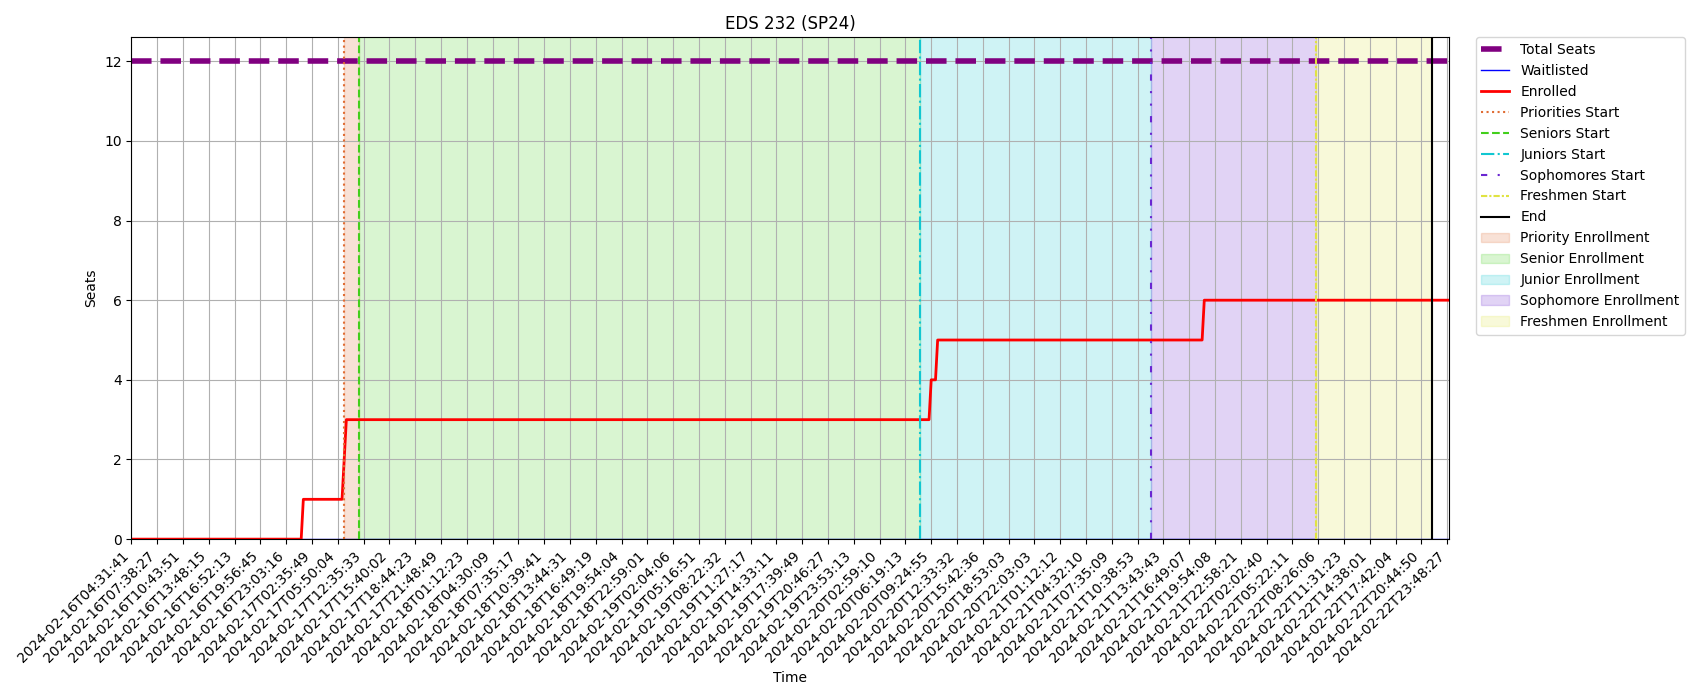 EDS 232 (SP24)
Seats
12
10
8
6
4
2
0
2024-02-16T04:31:41
2024-02-16T07:38:27
2024-02-16T10:43:51
2024-02-16T13:48:15
2024-02-16T16:52:13
2024-02-16T19:56:45
2024-02-16T23:03:16
2024-02-17T02:35:49
2024-02-17T05:50:04
2024-02-17T12:35:33
2024-02-17T15:40:02
2024-02-17T18:44:23
2024-02-17T21:48:49
2024-02-18T01:12:23
2024-02-18T04:30:09
2024-02-18T07:35:17
2024-02-18T10:39:41
2024-02-18T13:44:31
2024-02-18T16:49:19
2024-02-18T19:54:04
2024-02-18T22:59:01
2024-02-19T02:04:06
2024-02-19T05:16:51
2024-02-19T08:22:32
2024-02-19T11:27:17
2024-02-19T14:33:11
2024-02-19T17:39:49
2024-02-19T20:46:27
2024-02-19T23:53:13
2024-02-20T02:59:10
2024-02-20T06:19:13
2024-02-20T09:24:55
2024-02-20T12:33:32
2024-02-20T15:42:36
2024-02-20T18:53:03
2024-02-20T22:03:03
2024-02-21T01:12:12
2024-02-21T04:32:10
2024-02-21T07:35:09
2024-02-21T10:38:53
2024-02-21T13:43:43
2024-02-21T16:49:07
2024-02-21T19:54:08
2024-02-21T22:58:21
2024-02-22T02:02:40
2024-02-22T05:22:11
2024-02-22T08:26:06
2024-02-22T11:31:23
2024-02-22T14:38:01
2024-02-22T17:42:04
2024-02-22T20:44:50
2024-02-22T23:48:27
Time
Total Seats
Waitlisted
Enrolled
Priorities Start
Seniors Start
Juniors Start
Sophomores Start
Freshmen Start
End
Priority Enrollment
Senior Enrollment
Junior Enrollment
Sophomore Enrollment
Freshmen Enrollment